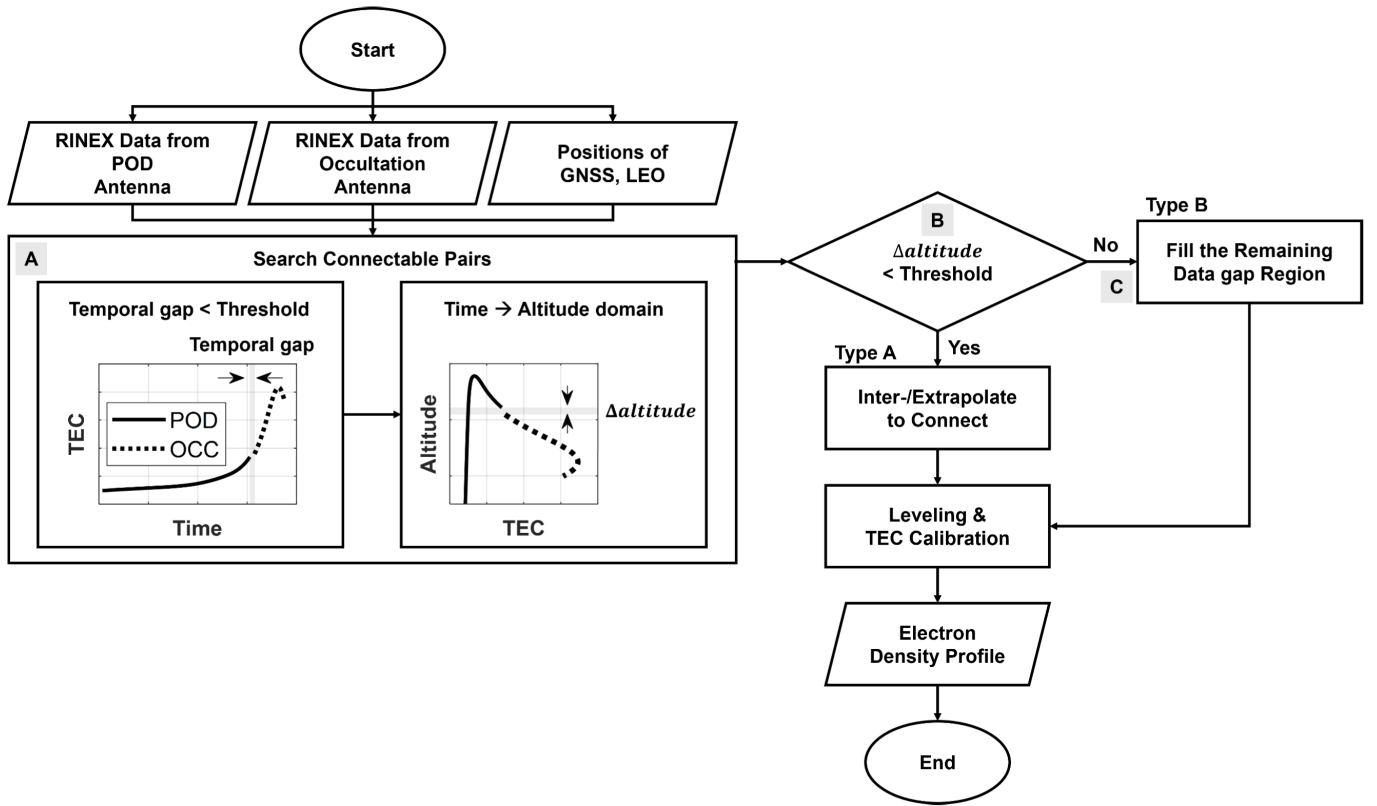 Start
RINEX Data from
POD
Antenna
RINEX Data from
Occultation
Antenna
Positions of
GNSS, LEO
A
Search Connectable Pairs
Temporal gap < Threshold
Temporal gap
TEC
POD
OCC
Time
Time → Altitude domain
Altitude
Δaltitude
TEC
B
Δaltitude
< Threshold
No
C
Type B
Fill the Remaining
Data gap Region
Yes
Type A
Inter-/Extrapolate
to Connect
Leveling &
TEC Calibration
Electron
Density Profile
End